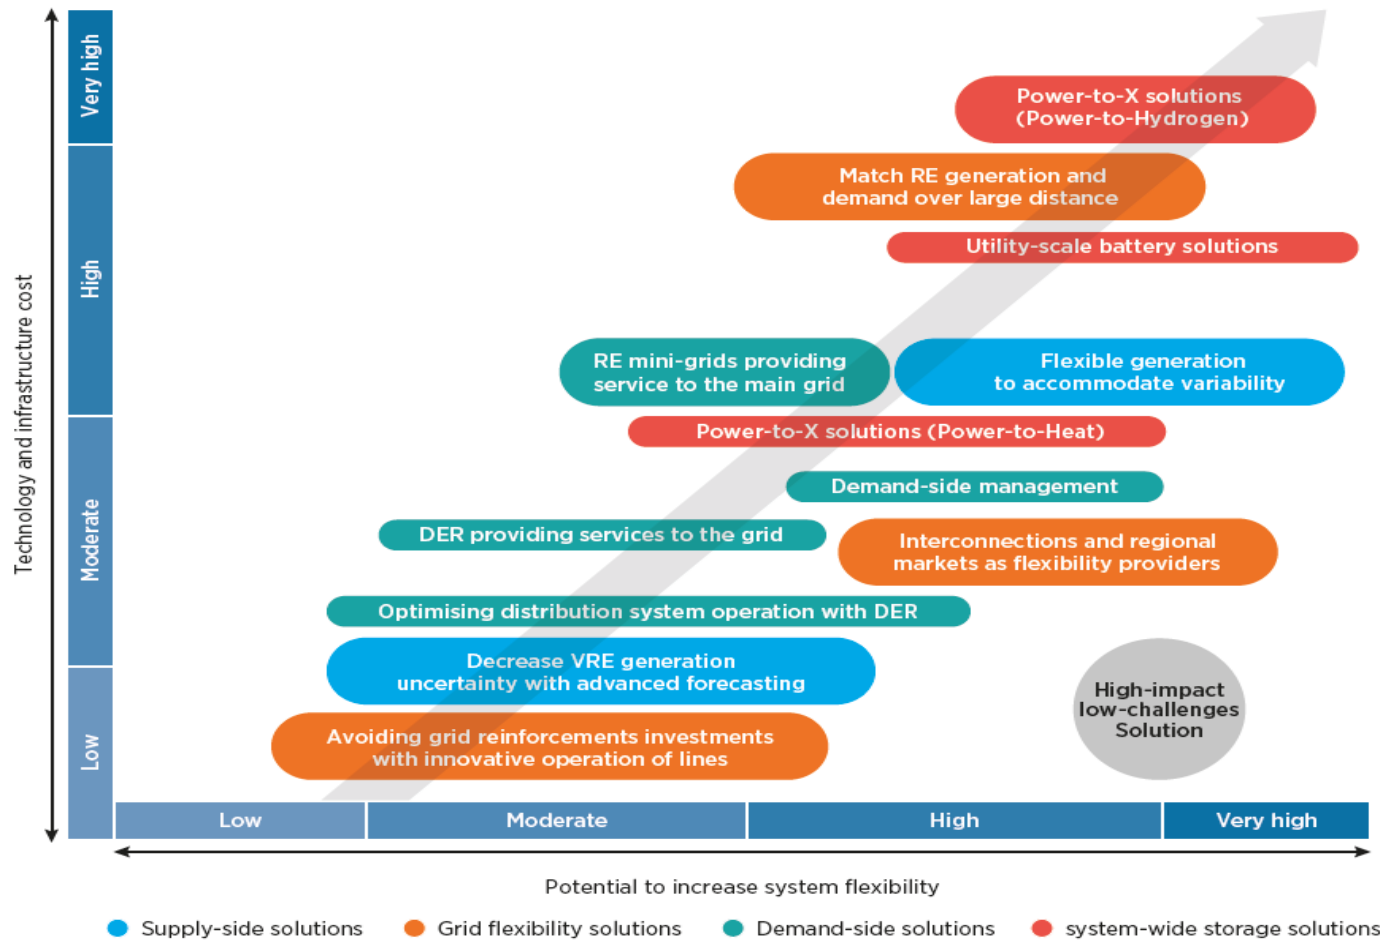 Technology and infrastructure cost
Very high
High
Moderate
Low
Power-to-X solutions
(Power-to-Hydrogen)
Match RE generation and
demand over large distance
Utility-scale battery solutions
RE mini-grids providing
service to the main grid
Flexible generation
to accommodate variability
Power-to-X solutions (Power-to-Heat)
Demand-side management
DER providing services to the grid
Interconnections and regional
markets as flexibility providers
Optimising distribution system operation with DER
Decrease VRE generation
uncertainty with advanced forecasting
High-impact
low-challenges
Solution
Avoiding grid reinforcements investments
with innovative operation of lines
Low
Moderate
High
Very high
Potential to increase system flexibility
Supply-side solutions
Grid flexibility solutions
Demand-side solutions
system-wide storage solutions